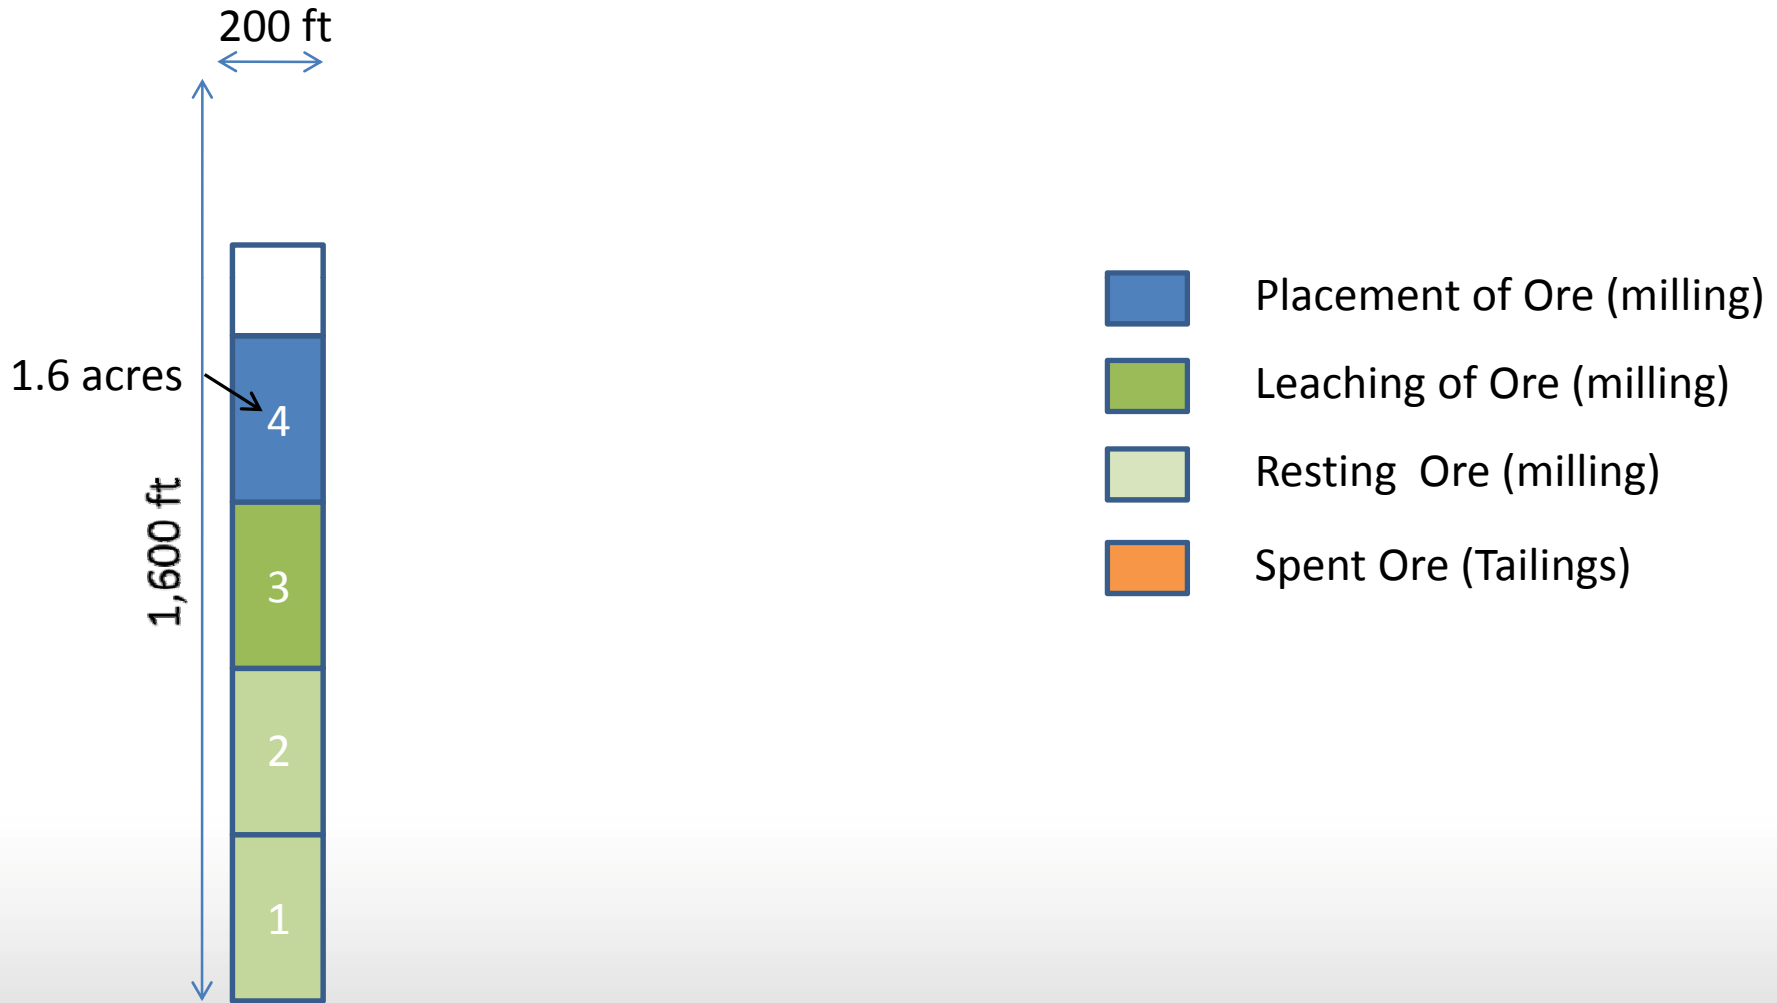 200 ft
1.6 acres
1,600 ft
4
3
2
1
Placement of Ore (milling)
Leaching of Ore (milling)
Resting  Ore (milling)
Spent Ore (Tailings)